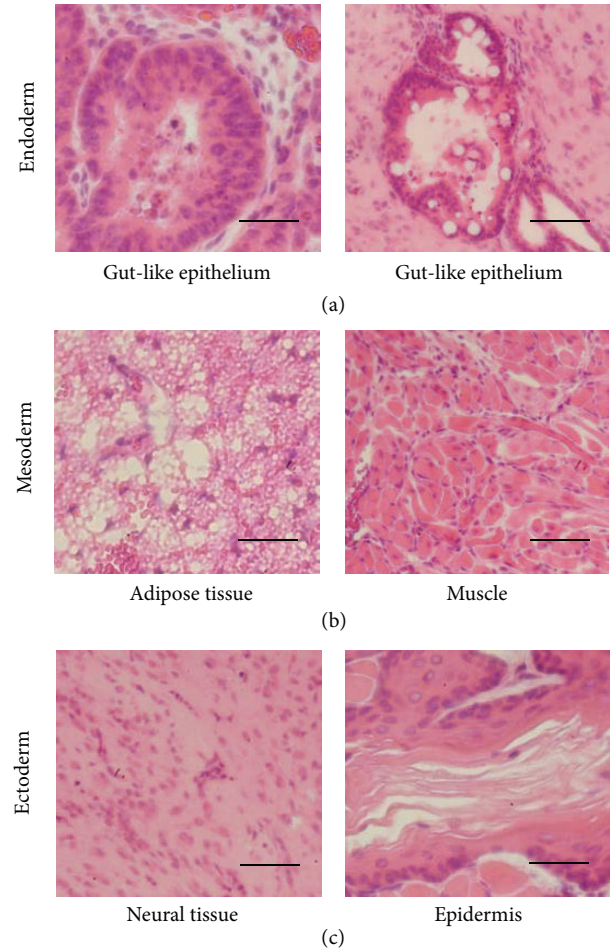 Endoderm
Gut-like epithelium
Gut-like epithelium
(a)
Mesoderm
Adipose tissue
Muscle
(b)
Ectoderm
Neural tissue
Epidermis
(c)